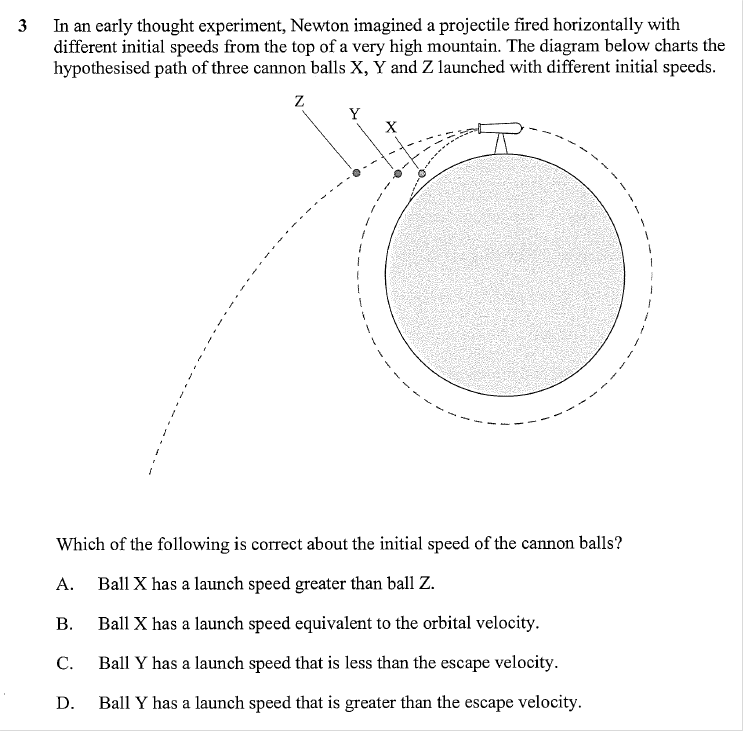 3 In an early thought experiment, Newton imagined a projectile fired horizontally with
different initial speeds from the top of a very high mountain. The diagram below charts the
hypothesised path of three cannon balls X, Y and Z launched with different initial speeds.
Z
Y
X
Which of the following is correct about the initial speed of the cannon balls?
A. Ball X has a launch speed greater than ball Z.
B. Ball X has a launch speed equivalent to the orbital velocity.
C. Ball Y has a launch speed that is less than the escape velocity.
D. Ball Y has a launch speed that is greater than the escape velocity.